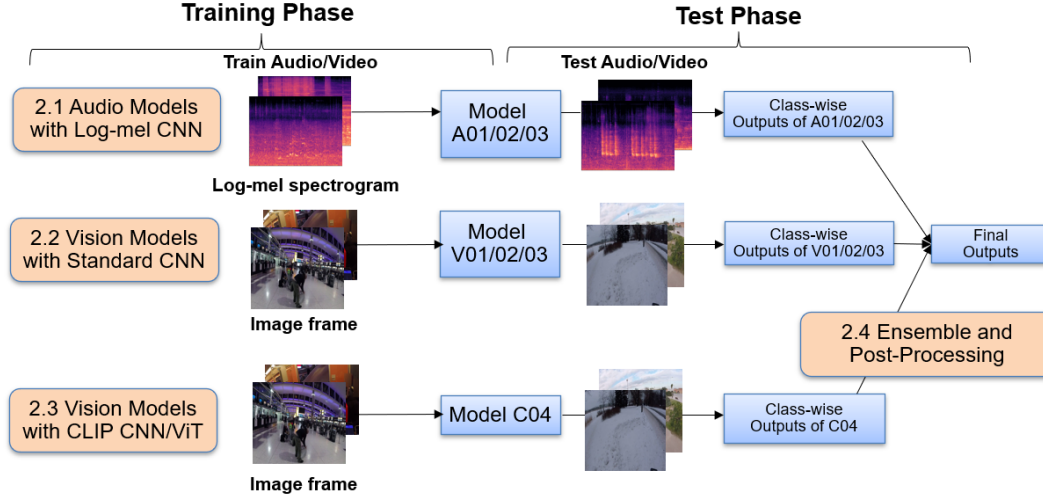 Training Phase
Test Phase
Train Audio/Video
Test Audio/Video
2.1 Audio Models
with Log-mel CNN
Model
A01/02/03
Class-wise
Outputs of A01/02/03
Log-mel spectrogram
2.2 Vision Models
with Standard CNN
Model
V01/02/03
Class-wise
Outputs of V01/02/03
Final
Outputs
Image frame
2.4 Ensemble and
Post-Processing
2.3 Vision Models
with CLIP CNN/ViT
Model C04
Class-wise
Outputs of C04
Image frame